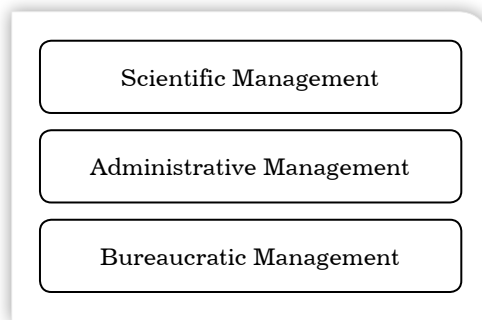 Scientific Management
Administrative Management
Bureaucratic Management